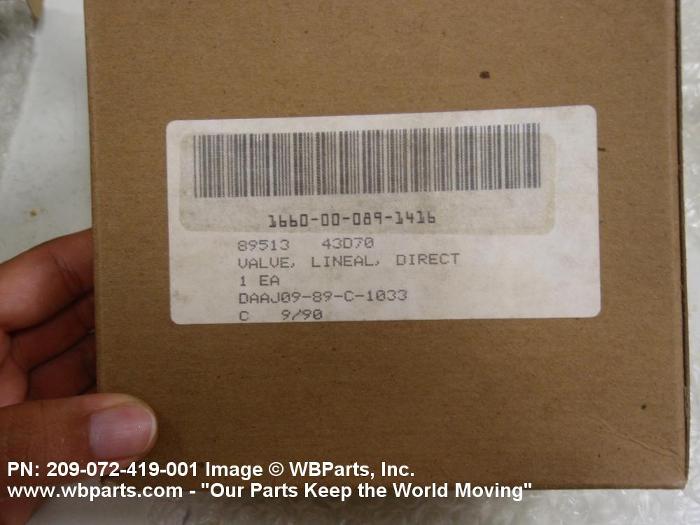 1660-00-089-1416
89513 43D70
VALVE, LINEAL, DIRECT
1 EA
DAAJ09-89-C-1033
C 9/90
PN: 209-072-419-001 Image © WBParts, Inc.
www.wbparts.com - "Our Parts Keep the World Moving"